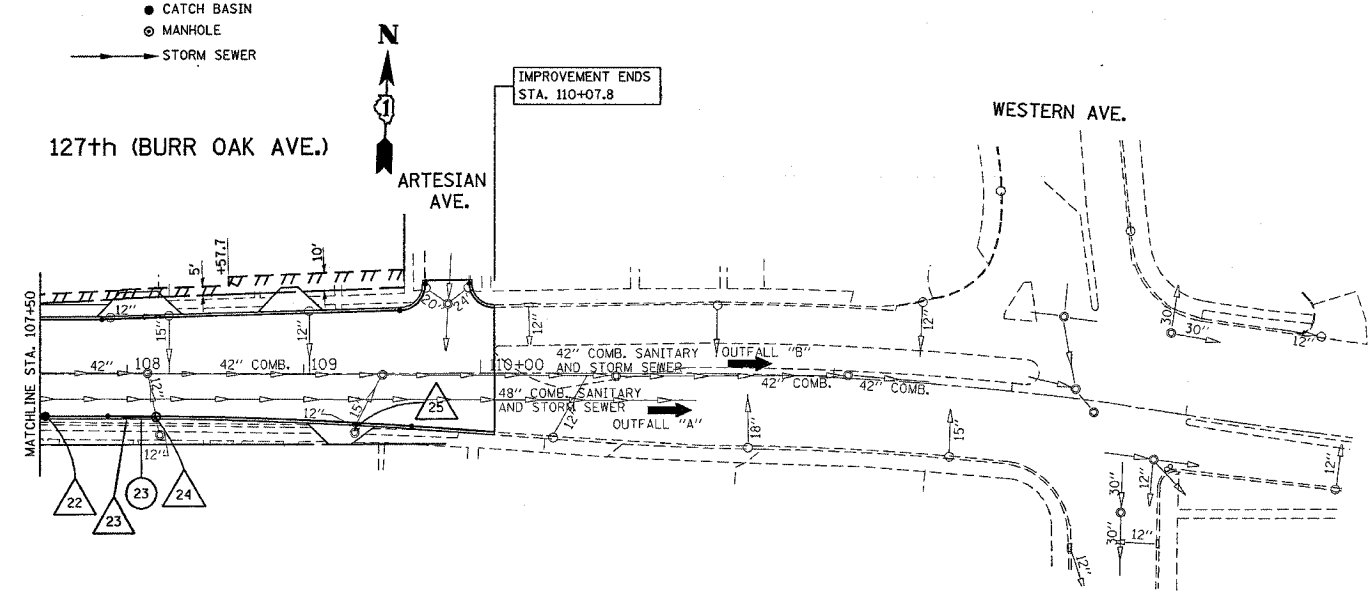 CATCH BASIN
MANHOLE
STORM SEWER
N
1
IMPROVEMENT ENDS
STA. 110+07.8
WESTERN AVE.
127th (BURR OAK AVE.)
ARTESIAN
AVE.
+57.7
5'
10'
MATCHLINE STA. 107+50
12"
15"
12"
24"
12"
12"
30"
30"
12"
42"
108
42" COMB.
109
110+00
42" COMB. SANITARY
AND STORM SEWER
OUTFALL "B"
42" COMB.
42" COMB.
12"
15"
48" COMB. SANITARY
AND STORM SEWER
OUTFALL "A"
25
12"
12"
12"
18"
15"
12"
22
23
23
24
30"
12"
30"
12"
12"